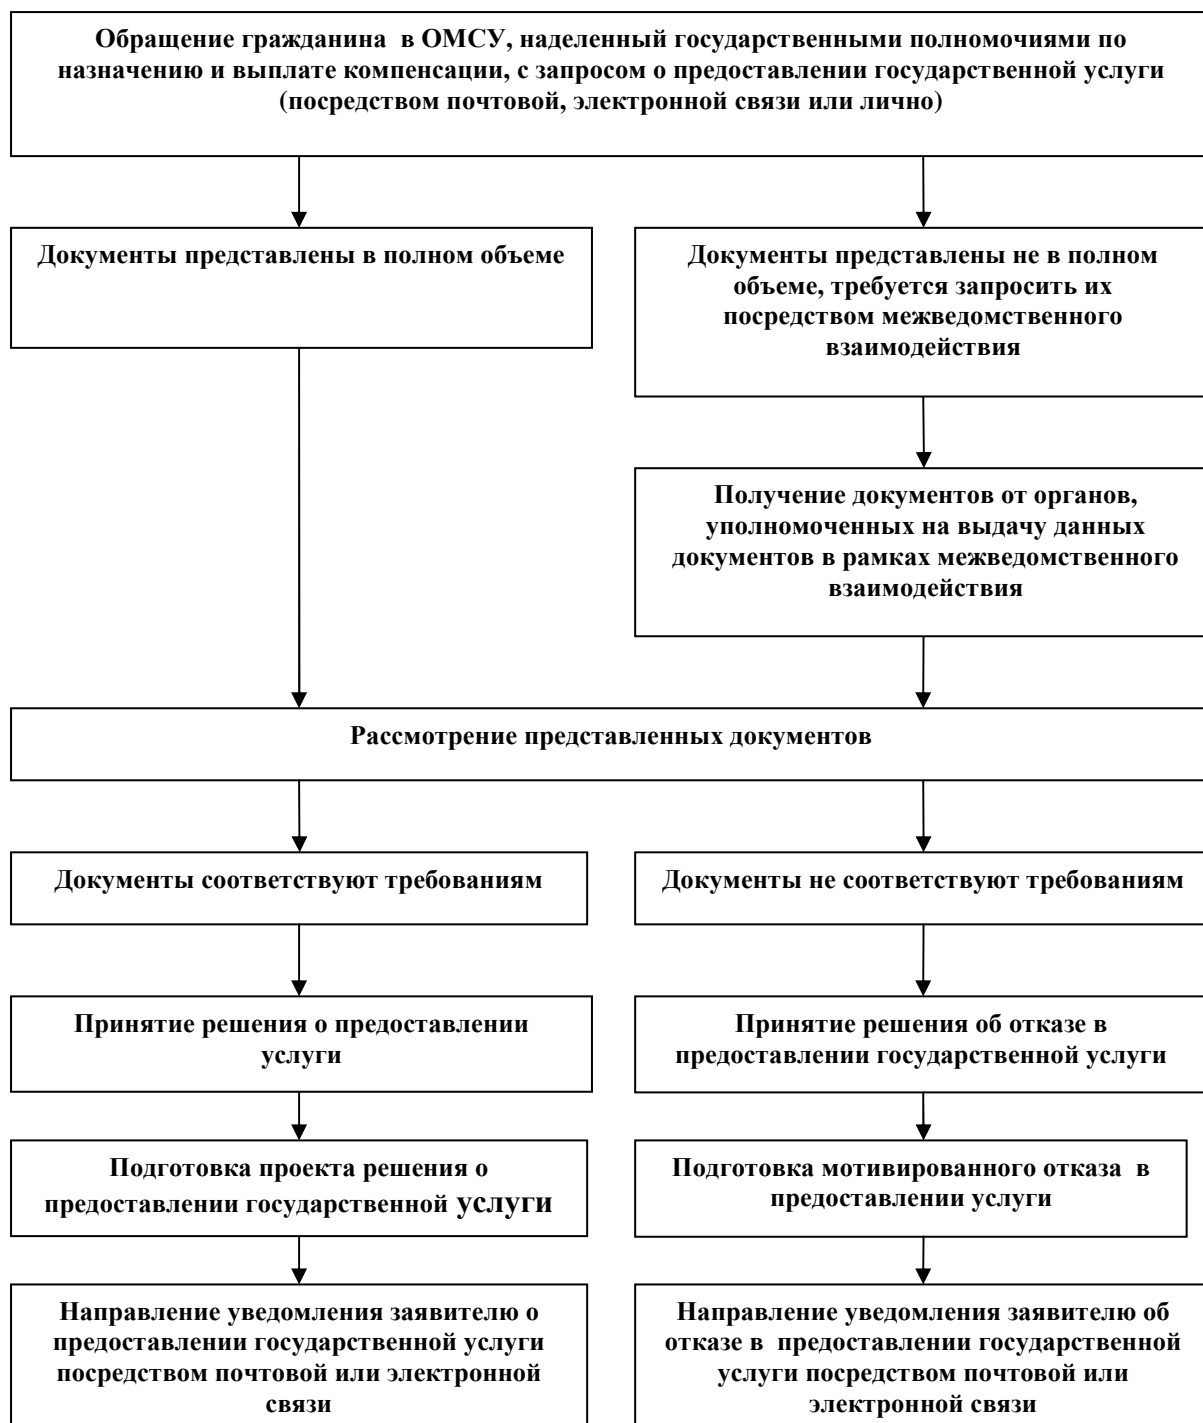 Обращение гражданина  в ОМСУ, наделенный государственными полномочиями по
назначению и выплате компенсации, с запросом о предоставлении государственной услуги
(посредством почтовой, электронной связи или лично)
Документы представлены в полном объеме
Документы представлены не в полном
объеме, требуется запросить их
посредством межведомственного
взаимодействия
Получение документов от органов,
уполномоченных на выдачу данных
документов в рамках межведомственного
взаимодействия
Рассмотрение представленных документов
Документы соответствуют требованиям
Документы не соответствуют требованиям
Принятие решения о предоставлении
услуги
Принятие решения об отказе в
предоставлении государственной услуги
Подготовка проекта решения о
предоставлении государственной услуги
Подготовка мотивированного отказа  в
предоставлении услуги
Направление уведомления заявителю о
предоставлении государственной услуги
посредством почтовой или электронной
связи
Направление уведомления заявителю об
отказе в  предоставлении государственной
услуги посредством почтовой или
электронной связи